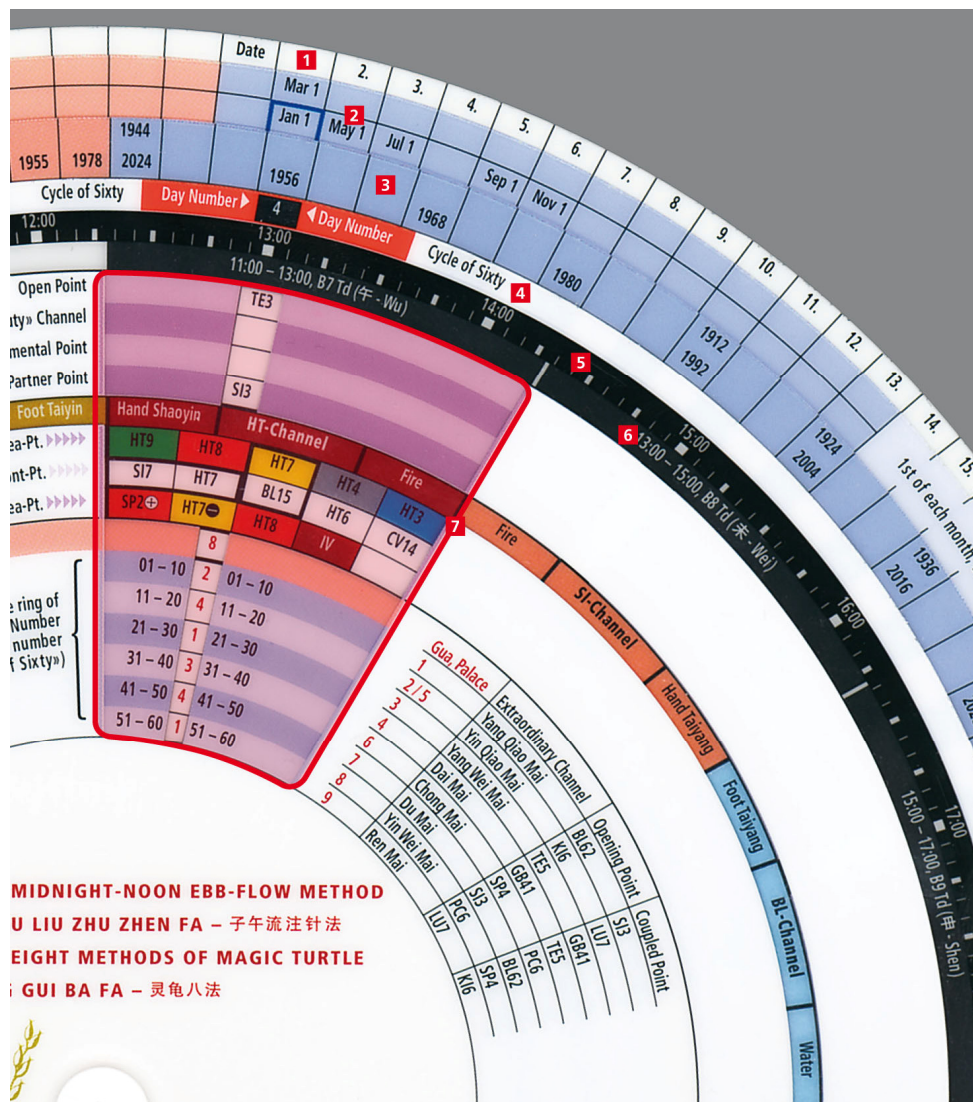 Date 1 2. 3. 4. 5. 6. 7. 8. 9. 10. 11. 12. 13. 14.
1st of each month,
Mar 1
2
Jan 1 May 1 Jul 1 Sep 1 Nov 1
1955 1978 1944 2024 1956 3 1968 1980 1912 1992 1924 2004 1936 2016
Cycle of Sixty Day Number 4 Day Number Cycle of Sixty 4
12:00 13:00 14:00 5 15:00 16:00 17:00
11:00 – 13:00, B7 Td (午 - Wu)
6
13:00 – 15:00, B8 Td (未 - Wei)
15:00 – 17:00, B9 Td (申 - Shen)
Open Point TE3
uty» Channel
mental Point
Partner Point SI3
Foot Taiyin Hand Shaoyin HT-Channel Fire
7
Fire SI-Channel Hand Taiyang Foot Taiyang BL-Channel Water
ea-Pt. HT9 HT8 HT7 HT4 HT3
nt-Pt. SI7 HT7 BL15 HT6 CV14
ea-Pt. SP2+ HT7– HT8 IV
8
01 – 10 2 01 – 10
11 – 20 4 11 – 20
21 – 30 1 21 – 30
31 – 40 3 31 – 40
41 – 50 4 41 – 50
51 – 60 1 51 – 60
e ring of
Number
number
f Sixty»)
Gua, Palace Extraordinary Channel Opening Point Coupled Point
1 Yang Qiao Mai BL62 SI3
2 / 5 Yin Qiao Mai KI6 LU7
3 Yang Wei Mai TE5 GB41
4 Dai Mai GB41 TE5
6 Chong Mai SP4 PC6
7 Du Mai SI3 BL62
8 Yin Wei Mai PC6 SP4
9 Ren Mai LU7 KI6
MIDNIGHT-NOON EBB-FLOW METHOD
U LIU ZHU ZHEN FA – 子午流注针法
EIGHT METHODS OF MAGIC TURTLE
GUI BA FA – 灵龟八法